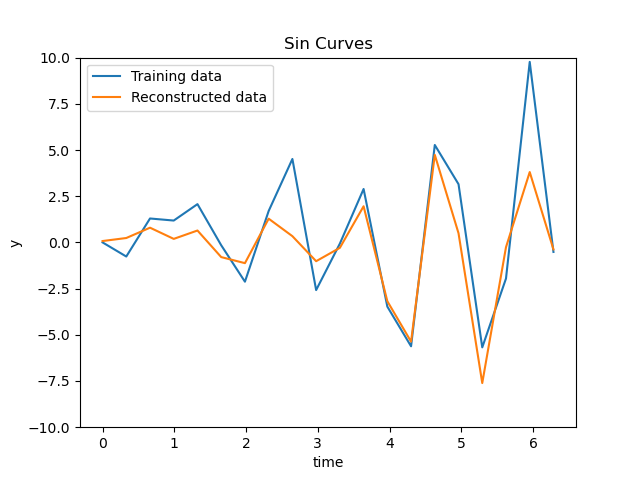 Sin Curves
Training data
Reconstructed data
10.0
7.5
5.0
2.5
0.0
−2.5
−5.0
−7.5
−10.0
y
0 1 2 3 4 5 6
time